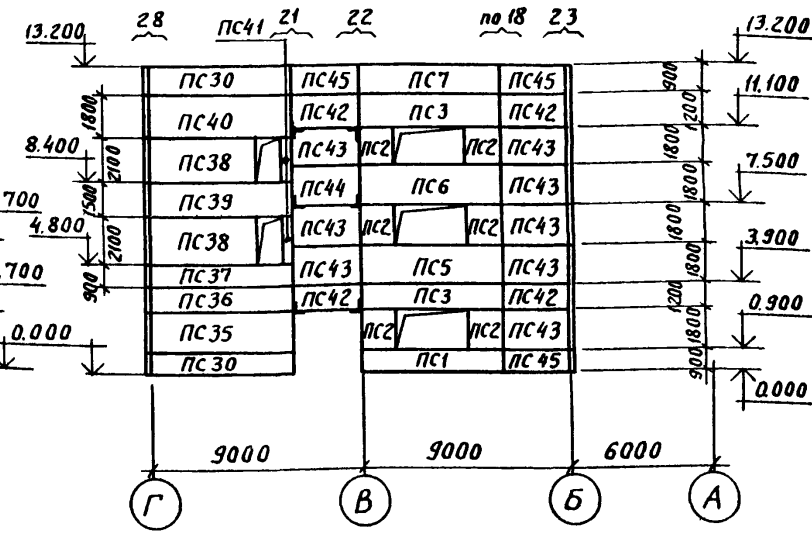 28 ПС41 21 22 по 18 23
13.200 13.200
ПС30 ПС45 ПС7 ПС45 900
11.100
1800 ПС40 ПС42 ПС3 ПС42 1200
8.400 2100 ПС38 ПС43 ПС2 ПС2 ПС43 1800
7.500
700 1500 ПС39 ПС44 ПС6 ПС43 1800
4.800 2100 ПС38 ПС43 ПС2 ПС2 ПС43 1800
3.900
700 900 ПС37 ПС43 ПС5 ПС43 1800
ПС36 ПС42 ПС3 ПС42 1200
0.900
0.000 ПС35 ПС2 ПС2 ПС43 1800
ПС30 ПС1 ПС45 900
0.000
9000 9000 6000
Г В Б А